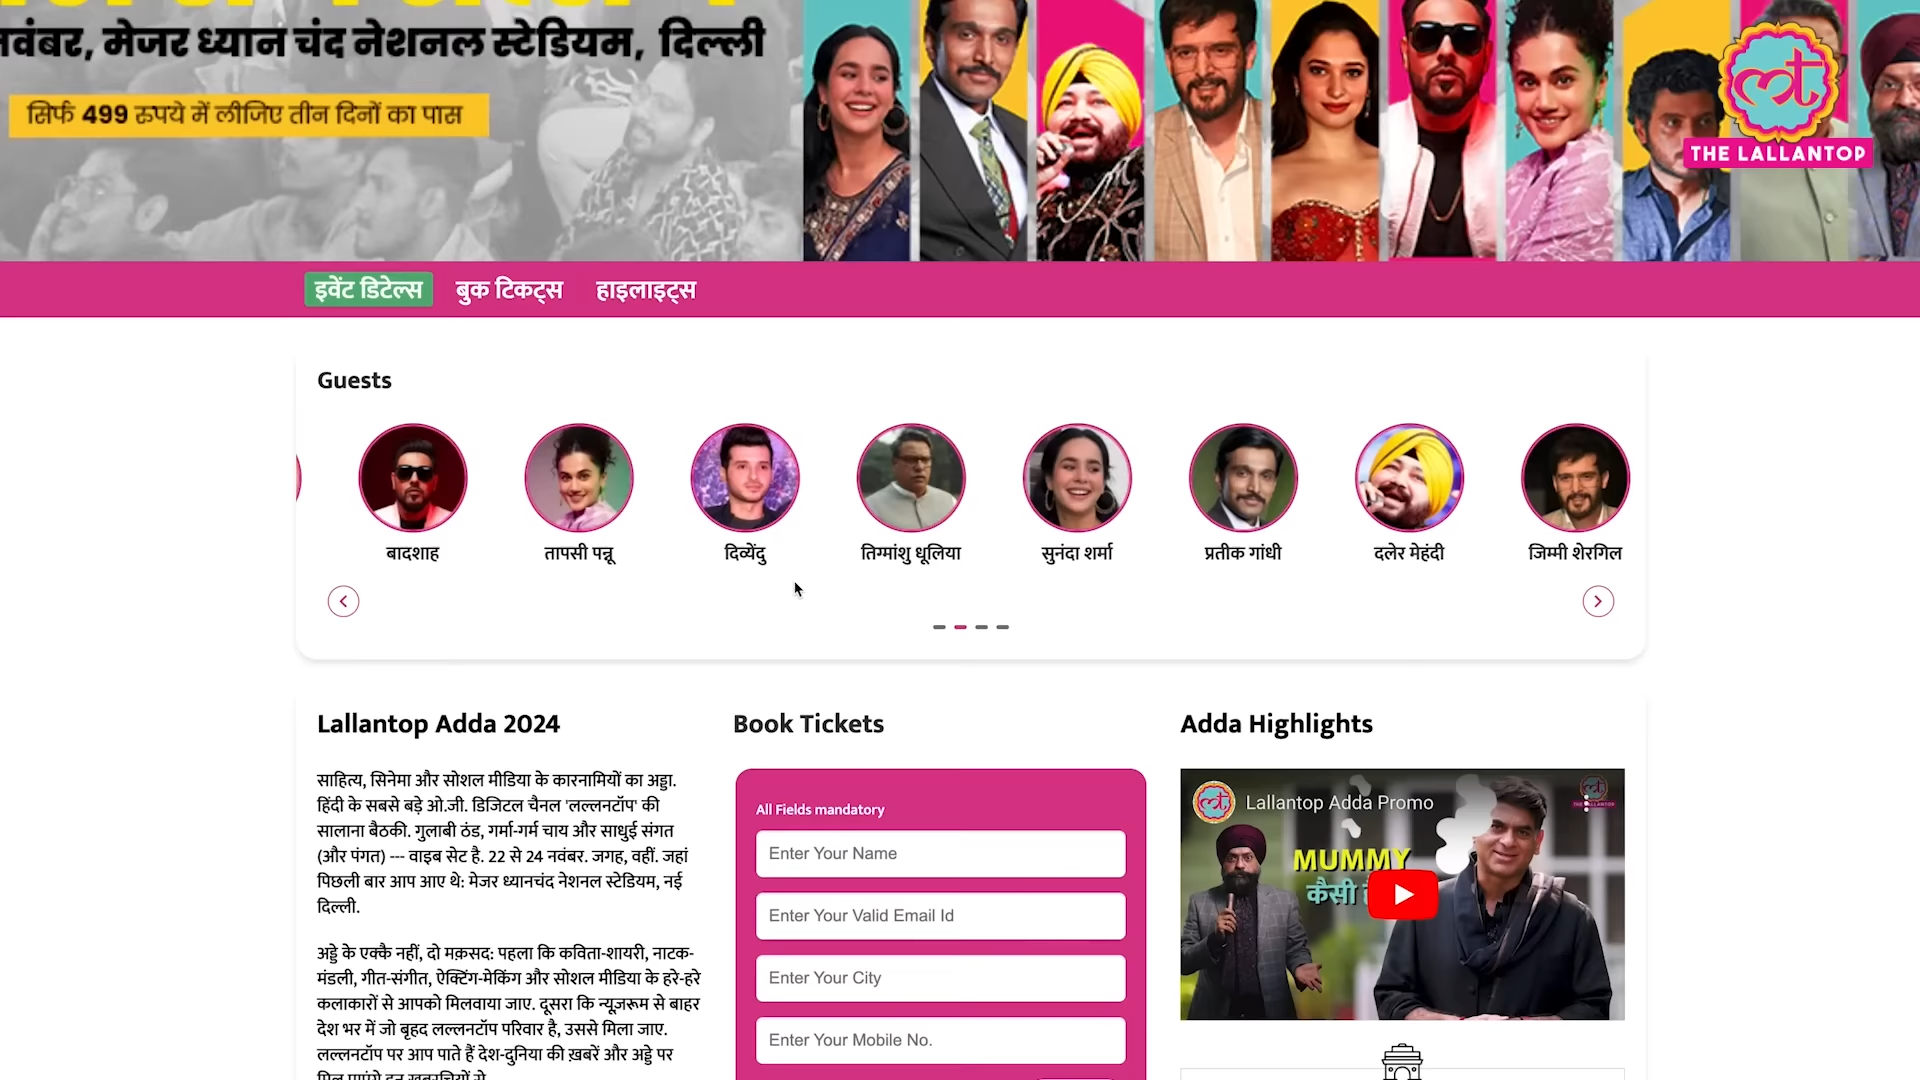 नवंबर, मेजर ध्यान चंद नेशनल स्टेडियम, दिल्ली
सिर्फ 499 रुपये में लीजिए तीन दिनों का पास
THE LALLANTOP
इवेंट डिटेल्स बुक टिकट्स हाइलाइट्स
Guests
बादशाह तापसी पन्नू दिव्येंदु तिग्मांशु धूलिया सुनंदा शर्मा प्रतीक गांधी दलेर मेहंदी जिम्मी शेरगिल
Lallantop Adda 2024
साहित्य, सिनेमा और सोशल मीडिया के कारनामियों का अड्डा.
हिंदी के सबसे बड़े ओ.जी. डिजिटल चैनल 'लल्लनटॉप' की
सालाना बैठकी. गुलाबी ठंड, गर्मा-गर्म चाय और साधुई संगत
(और पंगत) --- वाइब सेट है. 22 से 24 नवंबर. जगह, वहीं. जहां
पिछली बार आप आए थे: मेजर ध्यानचंद नेशनल स्टेडियम, नई
दिल्ली.
अड्डे के एक्कै नहीं, दो मक़सद: पहला कि कविता-शायरी, नाटक-
मंडली, गीत-संगीत, ऐक्टिंग-मेकिंग और सोशल मीडिया के हरे-हरे
कलाकारों से आपको मिलवाया जाए. दूसरा कि न्यूज़रूम से बाहर
देश भर में जो बृहद लल्लनटॉप परिवार है, उससे मिला जाए.
लल्लनटॉप पर आप पाते हैं देश-दुनिया की ख़बरें और अड्डे पर
Book Tickets
All Fields mandatory
Enter Your Name
Enter Your Valid Email Id
Enter Your City
Enter Your Mobile No.
Adda Highlights
Lallantop Adda Promo
MUMMY
कैसी